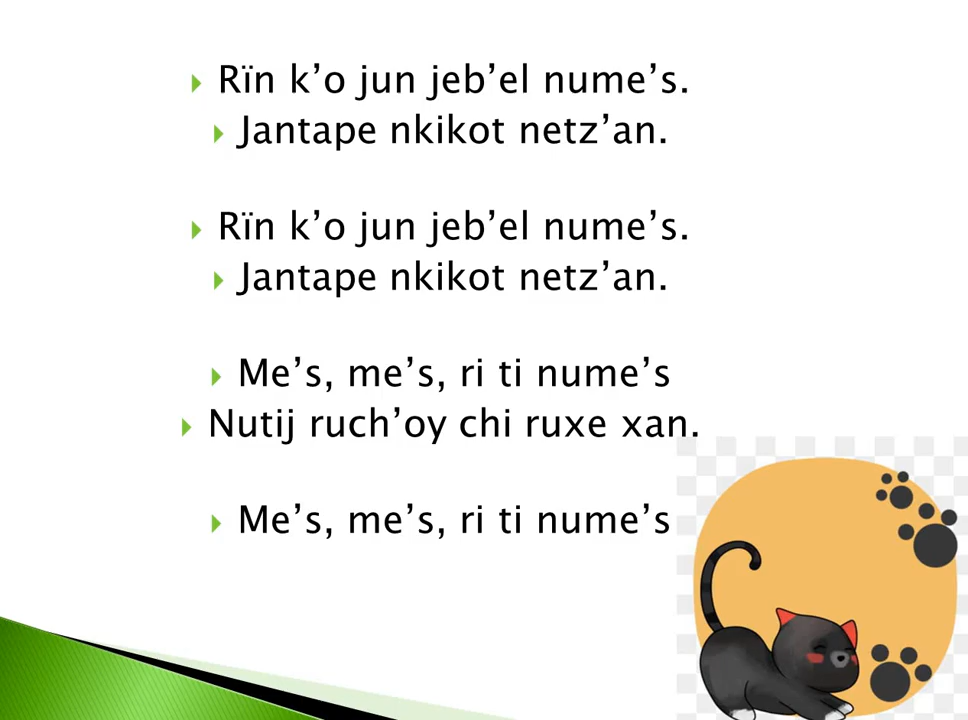 Rïn k’o jun jeb’el nume’s.
Jantape nkikot netz’an.
Rïn k’o jun jeb’el nume’s.
Jantape nkikot netz’an.
Me’s, me’s, ri ti nume’s
Nutij ruch’oy chi ruxe xan.
Me’s, me’s, ri ti nume’s